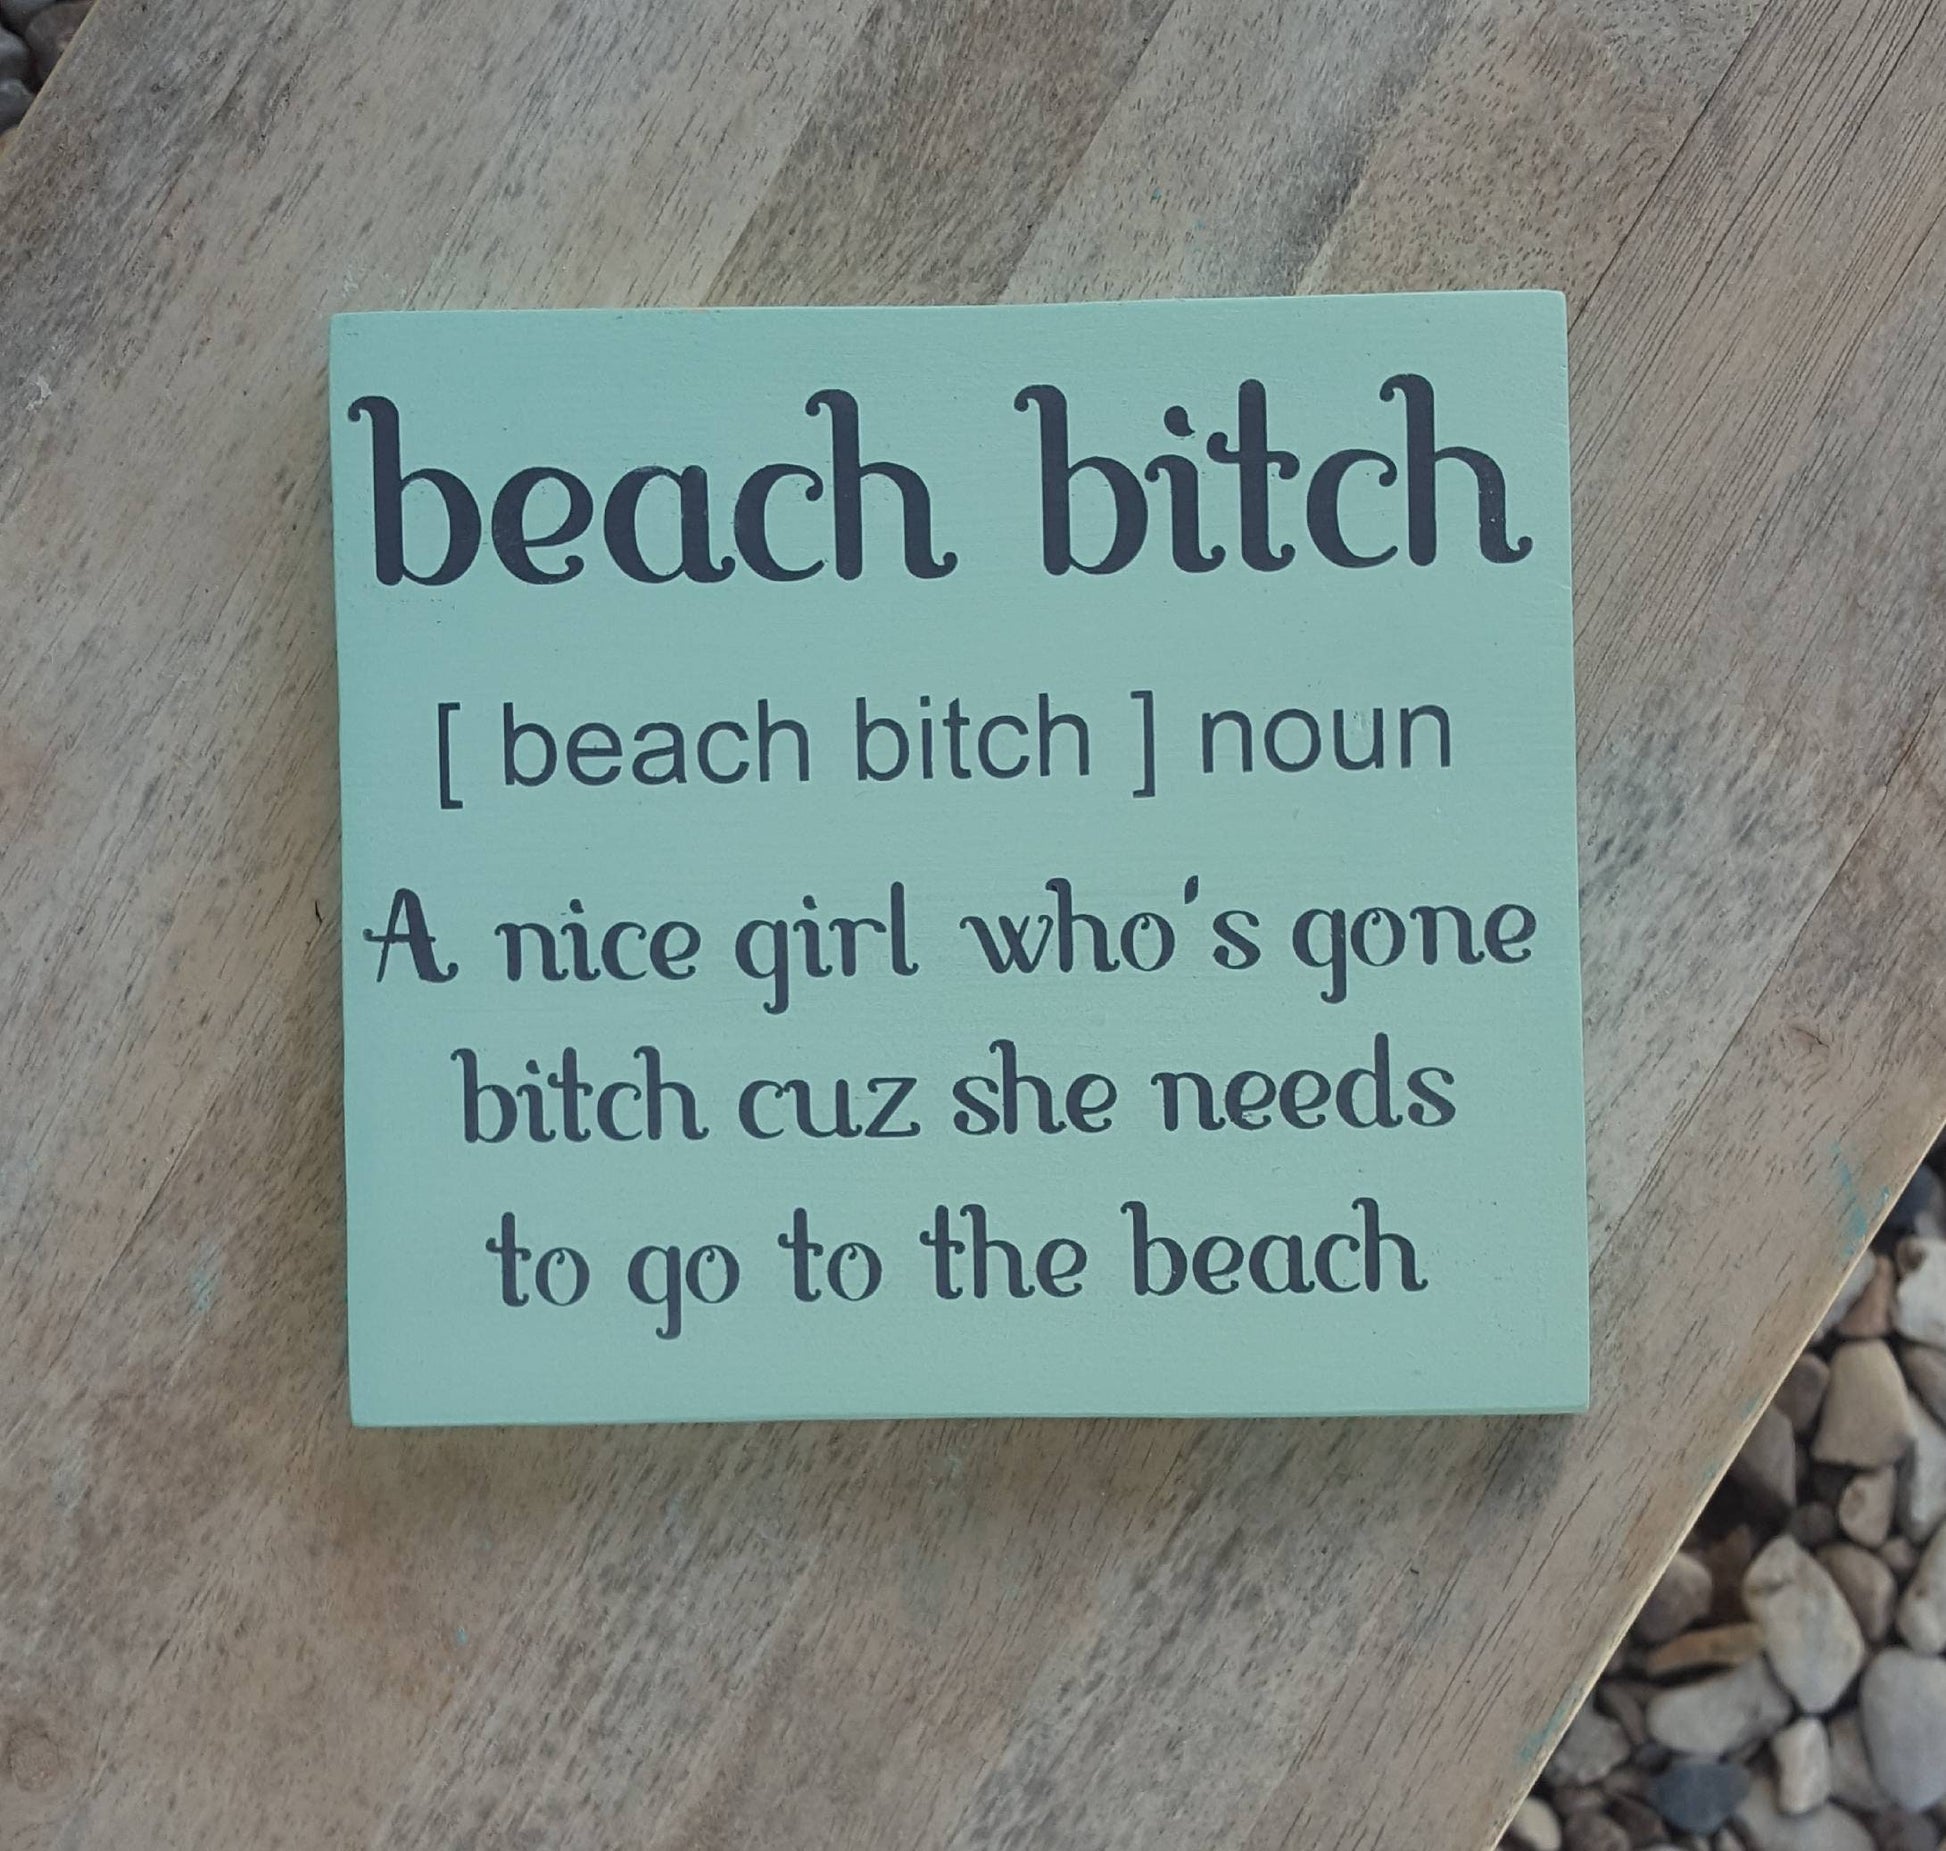 beach bitch
[ beach bitch ] noun
A nice girl who's gone
bitch cuz she needs
to go to the beach